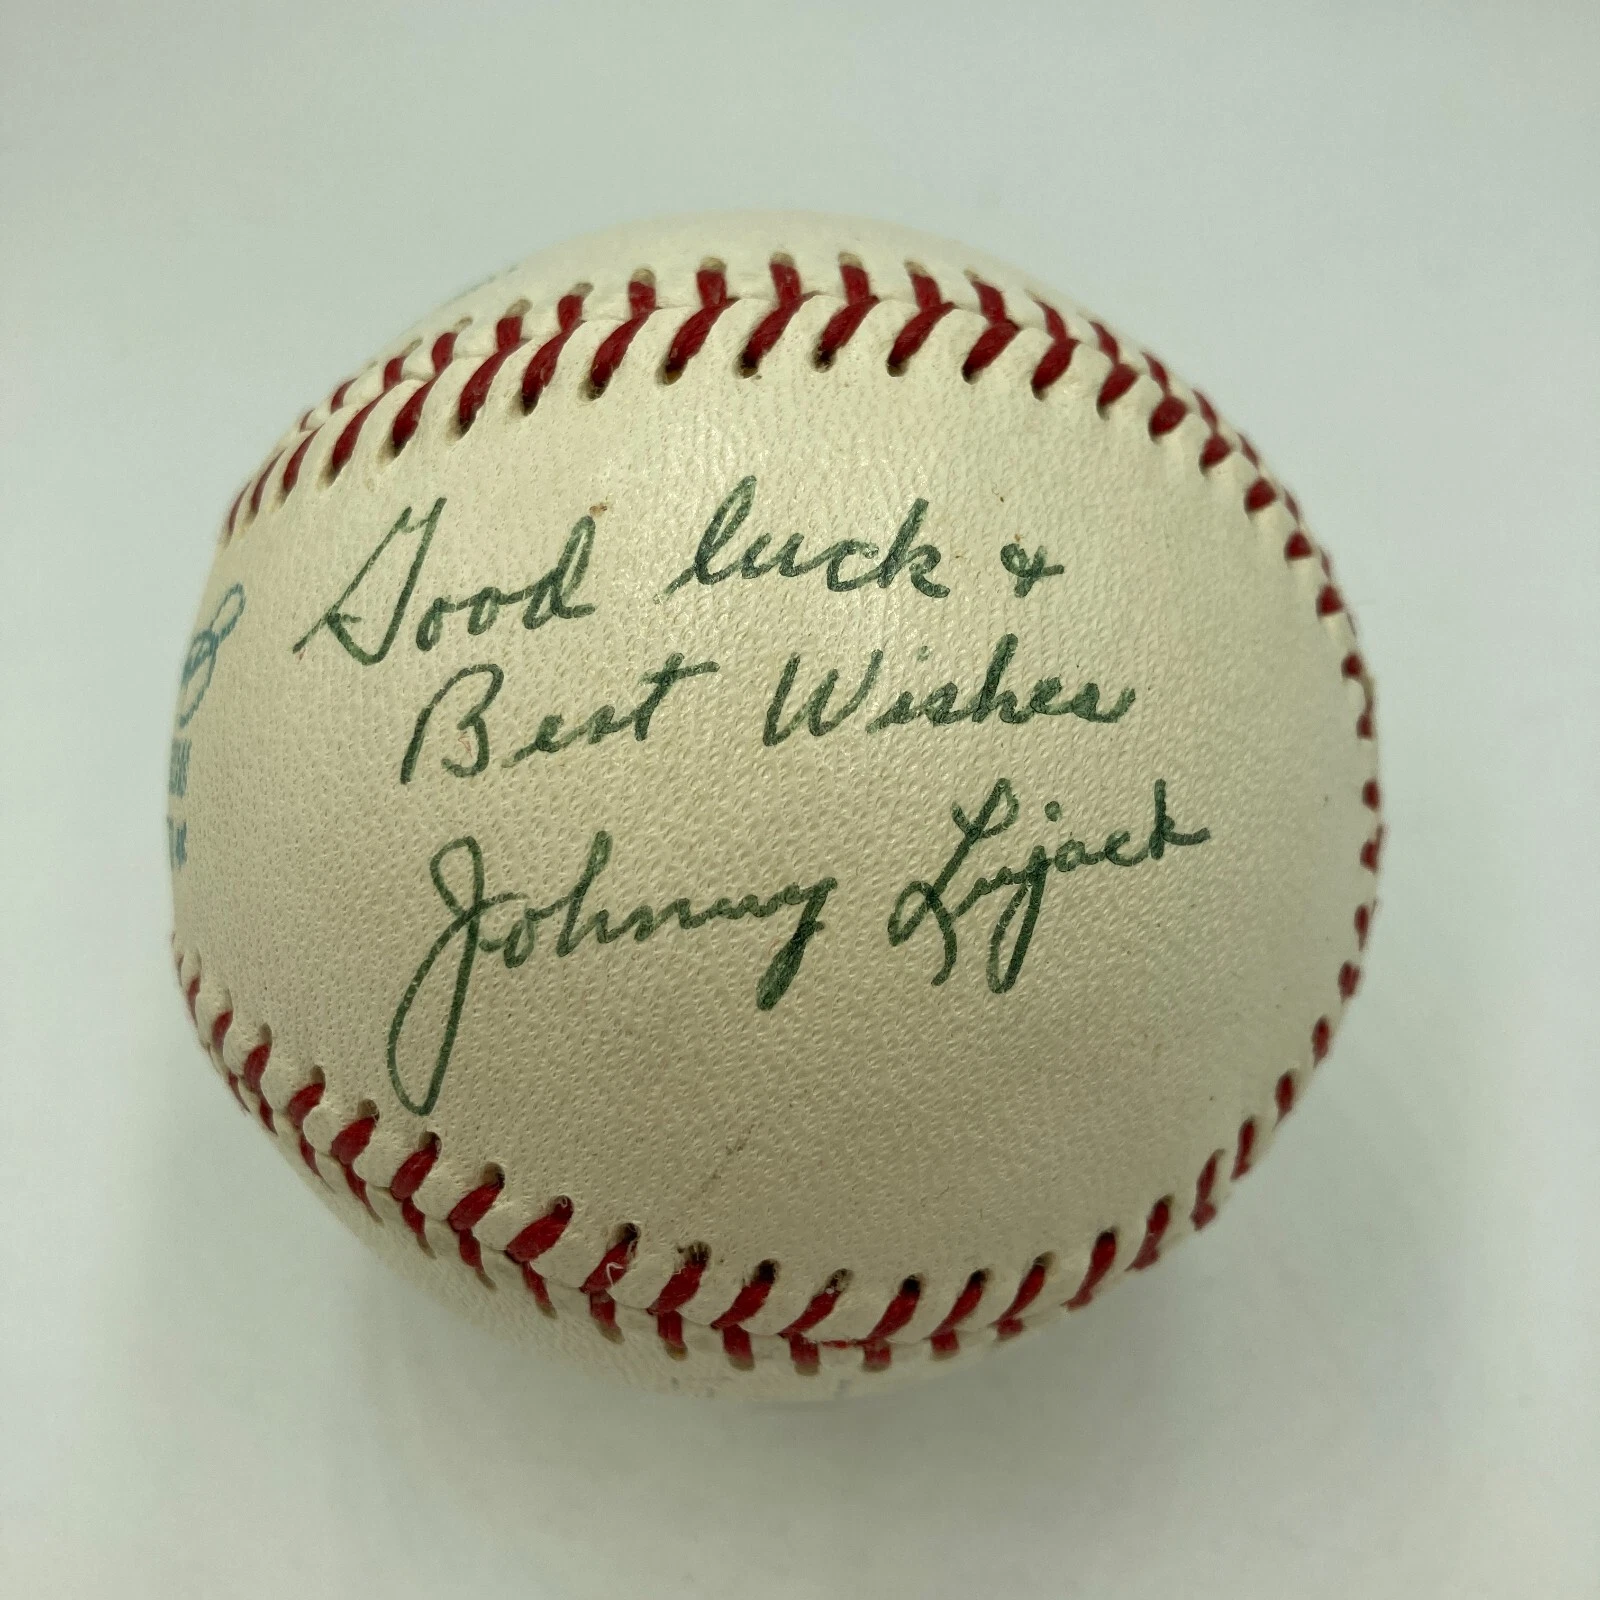 Good luck &
Best Wishes
Johnny Lujack